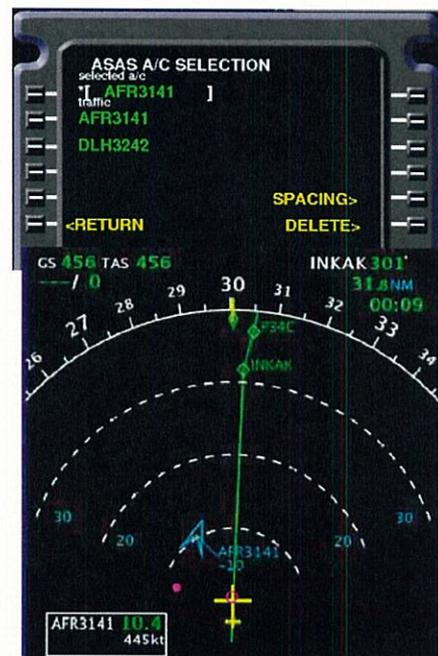 ASAS A/C SELECTION
selected a/c
*[ AFR3141 ]
traffic
AFR3141
DLH3242
SPACING>
<RETURN DELETE>
GS 456 TAS 456 INKAK 301°
---/ 0 31.8NM
00:09
26 27 28 29 30 31 32 33 34
P34C
INKAK
30 30
20 20
AFR3141
-10
AFR3141 10.4
445kt